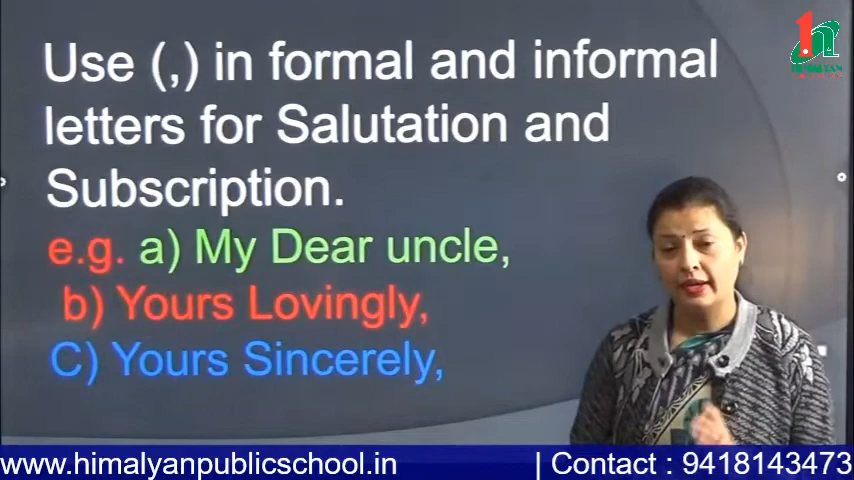 Use (,) in formal and informal
letters for Salutation and
Subscription.
e.g. a) My Dear uncle,
b) Yours Lovingly,
C) Yours Sincerely,
HIMALYAN
www.himalyanpublicschool.in | Contact : 9418143473